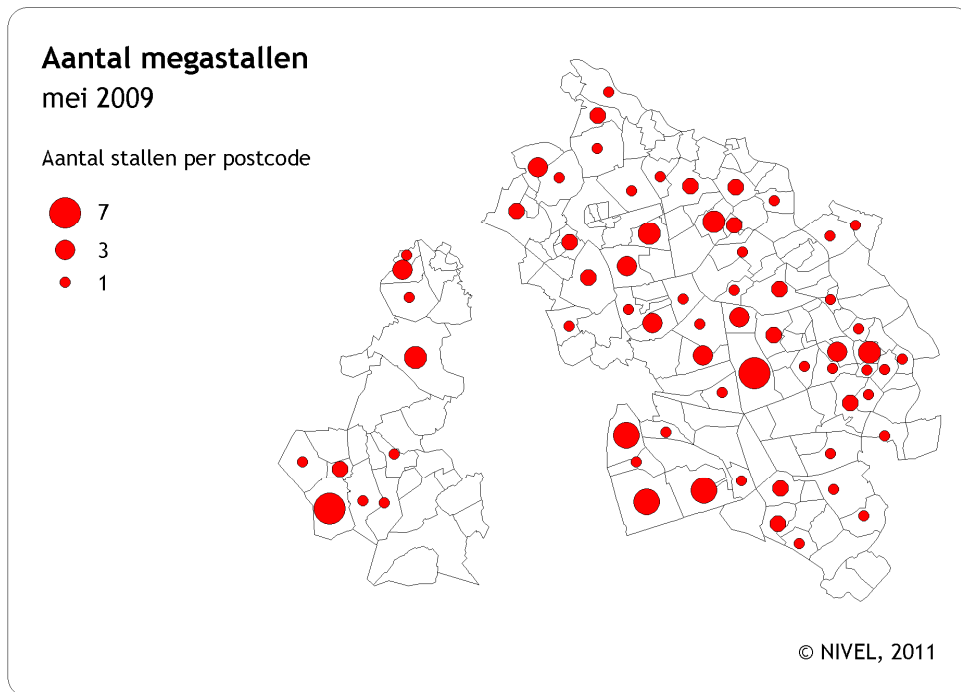 Aantal megastallen
mei 2009
Aantal stallen per postcode
7
3
1
© NIVEL, 2011